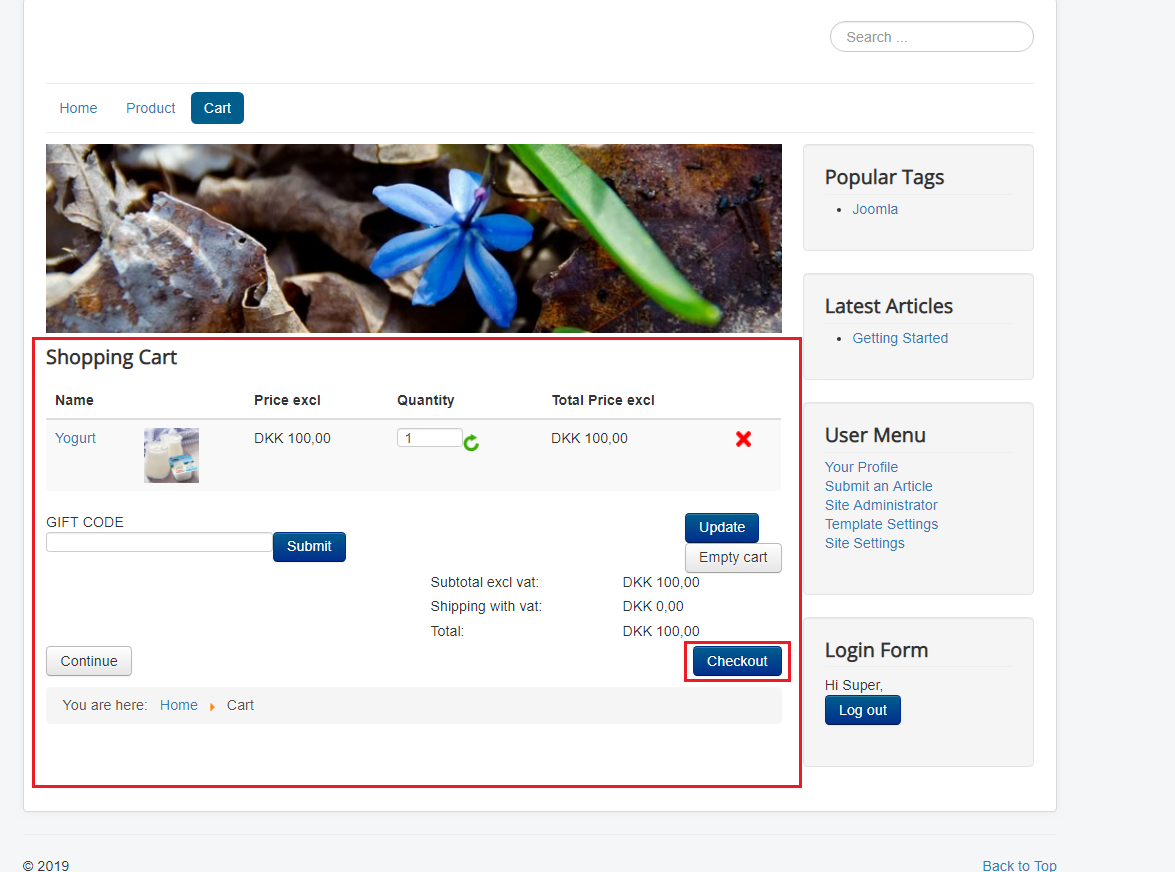 Search ...
Home Product Cart
Popular Tags
Joomla
Latest Articles
Getting Started
Shopping Cart
Name Price excl Quantity Total Price excl
Yogurt DKK 100,00 1 DKK 100,00
GIFT CODE
Submit
Update
Empty cart
Subtotal excl vat: DKK 100,00
Shipping with vat: DKK 0,00
Total: DKK 100,00
Continue
Checkout
You are here: Home Cart
User Menu
Your Profile
Submit an Article
Site Administrator
Template Settings
Site Settings
Login Form
Hi Super,
Log out
© 2019
Back to Top